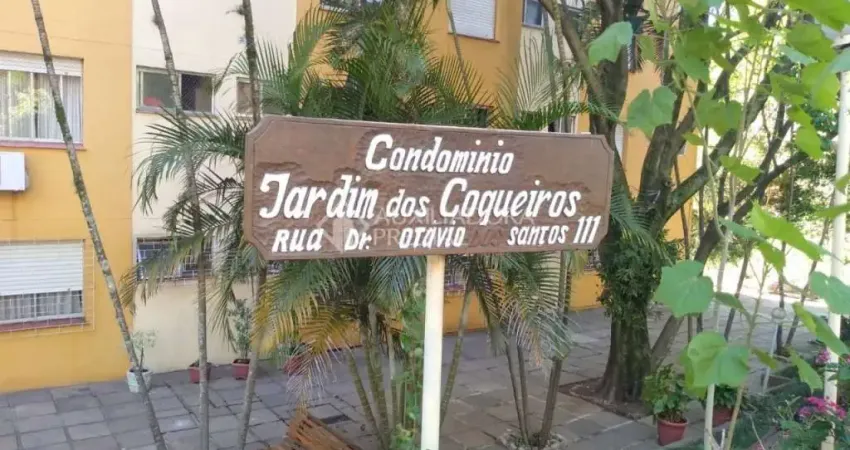 Condominio
Jardim dos Coqueiros
RUA Dr. OTAVIO SANTOS 111